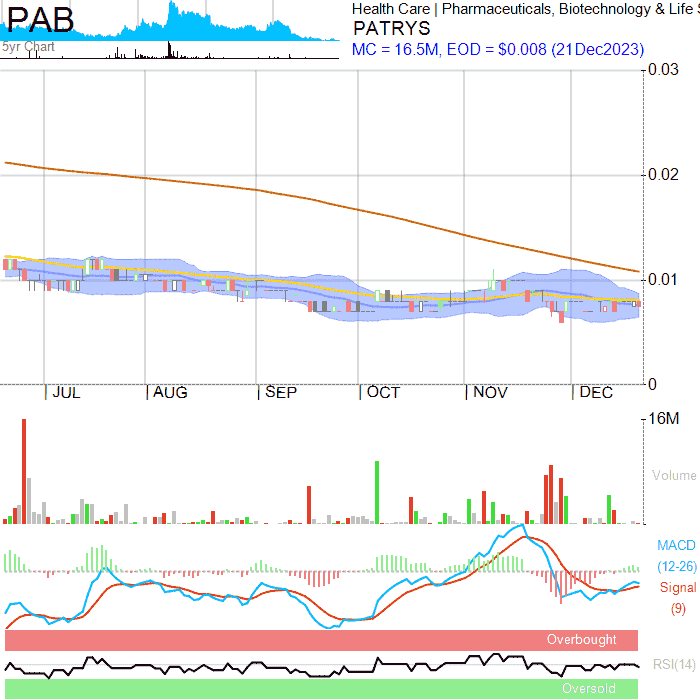 PAB
5yr Chart
Health Care | Pharmaceuticals, Biotechnology & Life
PATRYS
MC = 16.5M, EOD = $0.008 (21Dec2023)
0.03
0.02
0.01
0
JUL AUG SEP OCT NOV DEC
16M
Volume
MACD
(12-26)
Signal
(9)
Overbought
RSI(14)
Oversold